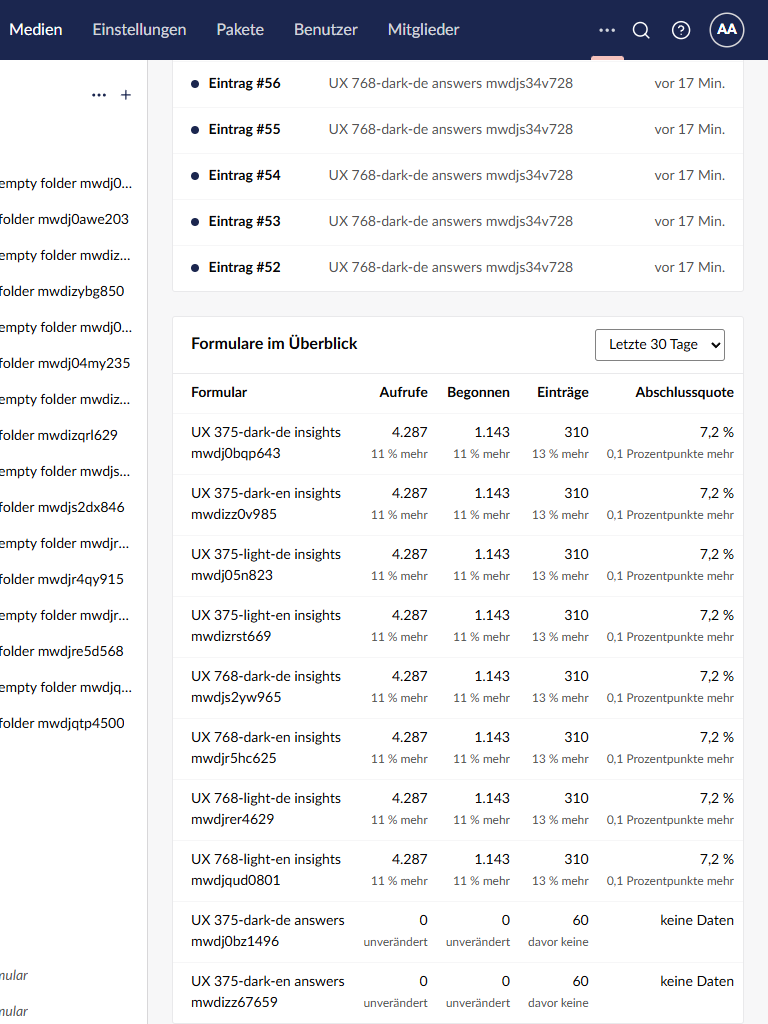 Medien Einstellungen Pakete Benutzer Mitglieder ··· AA
··· +
empty folder mwdj0...
folder mwdj0awe203
empty folder mwdiz...
folder mwdizybg850
empty folder mwdj0...
folder mwdj04my235
empty folder mwdiz...
folder mwdizqrl629
empty folder mwdjs...
folder mwdjs2dx846
empty folder mwdjr...
folder mwdjr4qy915
empty folder mwdjr...
folder mwdjre5d568
empty folder mwdjq...
folder mwdjqtp4500
mular
mular
Eintrag #56 UX 768-dark-de answers mwdjs34v728 vor 17 Min.
Eintrag #55 UX 768-dark-de answers mwdjs34v728 vor 17 Min.
Eintrag #54 UX 768-dark-de answers mwdjs34v728 vor 17 Min.
Eintrag #53 UX 768-dark-de answers mwdjs34v728 vor 17 Min.
Eintrag #52 UX 768-dark-de answers mwdjs34v728 vor 17 Min.
Formulare im Überblick Letzte 30 Tage
Formular Aufrufe Begonnen Einträge Abschlussquote
UX 375-dark-de insights 4.287 1.143 310 7,2 %
mwdj0bqp643 11 % mehr 11 % mehr 13 % mehr 0,1 Prozentpunkte mehr
UX 375-dark-en insights 4.287 1.143 310 7,2 %
mwdizz0v985 11 % mehr 11 % mehr 13 % mehr 0,1 Prozentpunkte mehr
UX 375-light-de insights 4.287 1.143 310 7,2 %
mwdj05n823 11 % mehr 11 % mehr 13 % mehr 0,1 Prozentpunkte mehr
UX 375-light-en insights 4.287 1.143 310 7,2 %
mwdizrst669 11 % mehr 11 % mehr 13 % mehr 0,1 Prozentpunkte mehr
UX 768-dark-de insights 4.287 1.143 310 7,2 %
mwdjs2yw965 11 % mehr 11 % mehr 13 % mehr 0,1 Prozentpunkte mehr
UX 768-dark-en insights 4.287 1.143 310 7,2 %
mwdjr5hc625 11 % mehr 11 % mehr 13 % mehr 0,1 Prozentpunkte mehr
UX 768-light-de insights 4.287 1.143 310 7,2 %
mwdjrer4629 11 % mehr 11 % mehr 13 % mehr 0,1 Prozentpunkte mehr
UX 768-light-en insights 4.287 1.143 310 7,2 %
mwdjqud0801 11 % mehr 11 % mehr 13 % mehr 0,1 Prozentpunkte mehr
UX 375-dark-de answers 0 0 60 keine Daten
mwdj0bz1496 unverändert unverändert davor keine
UX 375-dark-en answers 0 0 60 keine Daten
mwdizz67659 unverändert unverändert davor keine